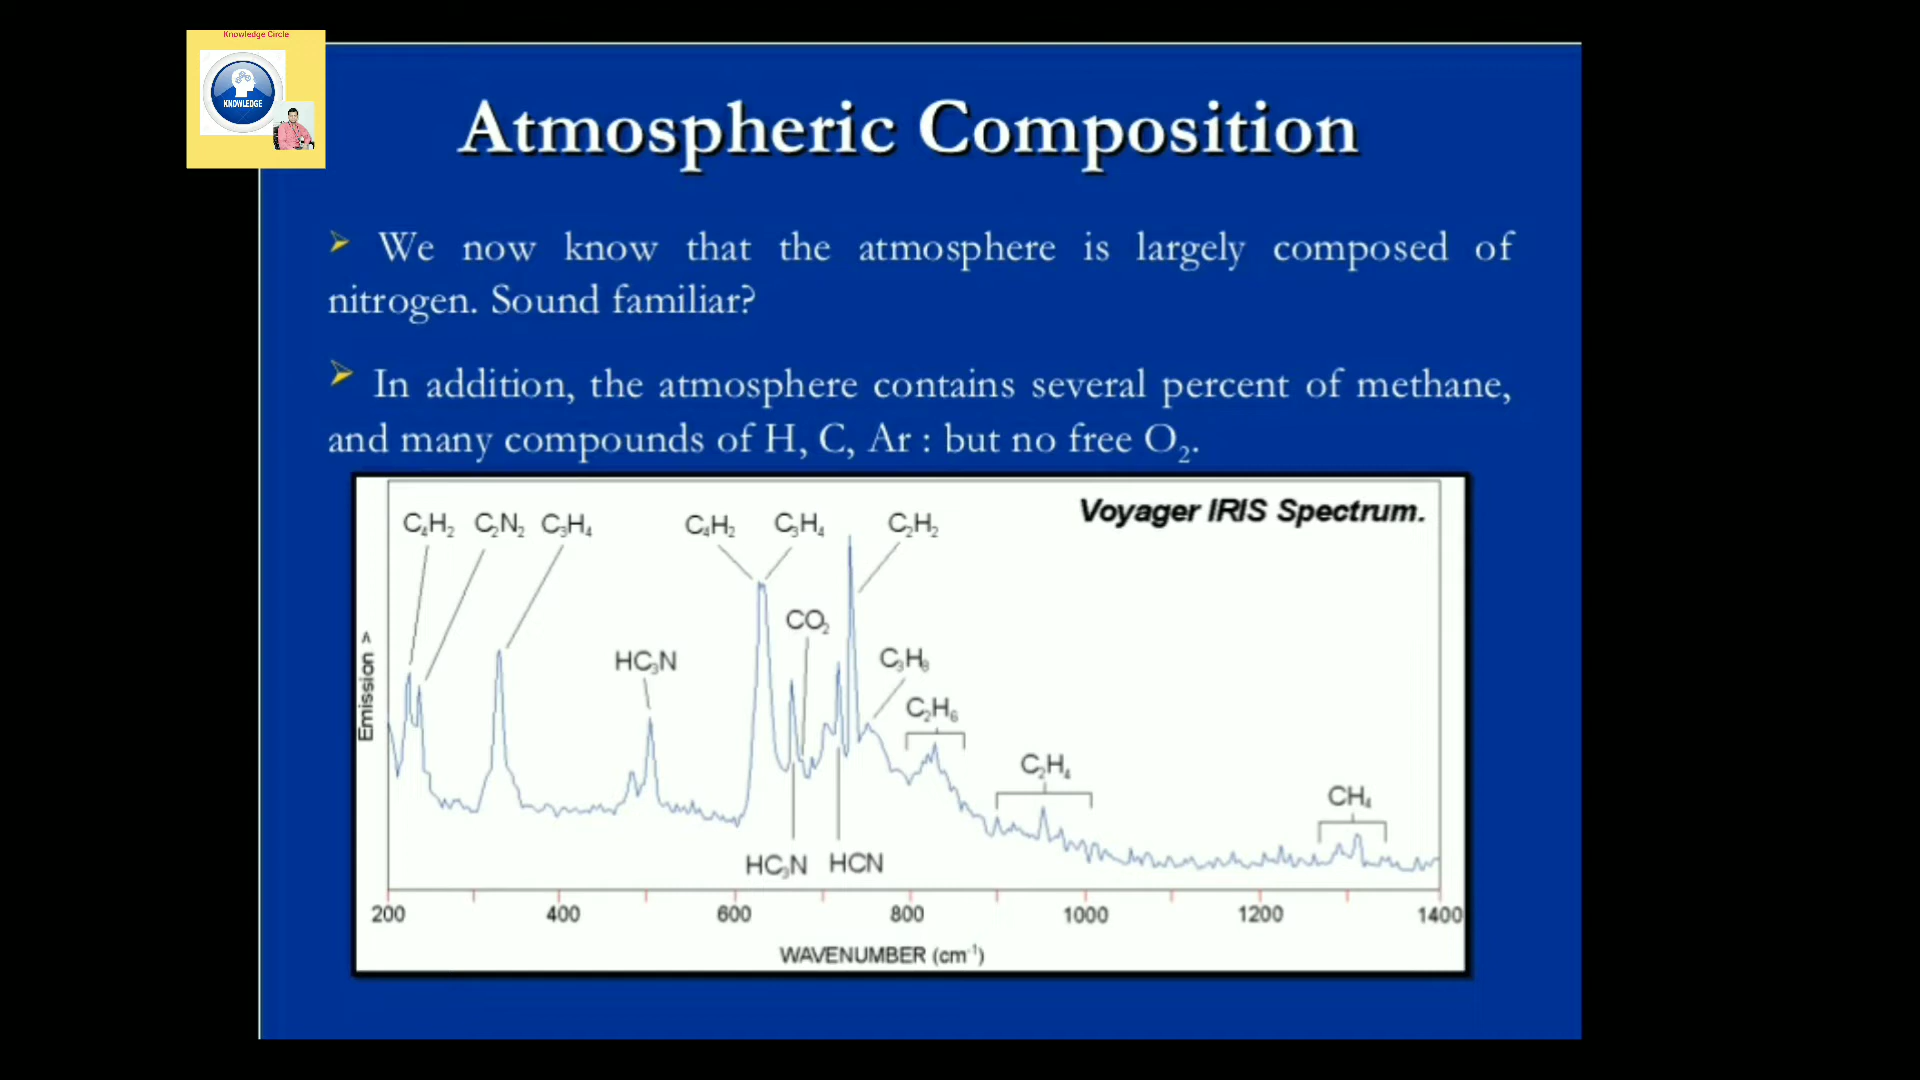 Knowledge Circle
KNOWLEDGE
Atmospheric Composition
➢ We now know that the atmosphere is largely composed of
nitrogen. Sound familiar?
➢ In addition, the atmosphere contains several percent of methane,
and many compounds of H, C, Ar : but no free O₂.
Voyager IRIS Spectrum.
C₄H₂ C₂N₂ C₃H₄ C₄H₂ C₃H₄ C₂H₂
CO₂
HC₃N C₃H₈
C₂H₆
C₂H₄
CH₄
HC₃N HCN
Emission >
200 400 600 800 1000 1200 1400
WAVENUMBER (cm⁻¹)